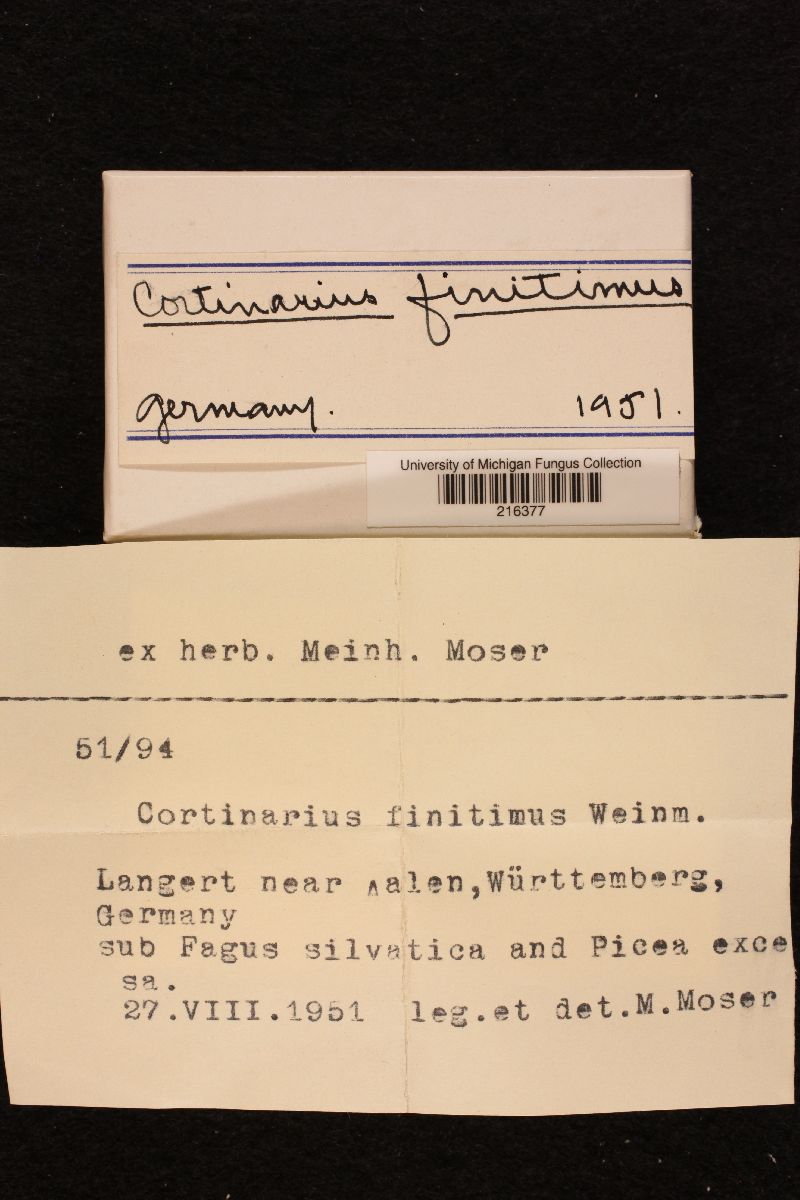 Cortinarius finitimus
Germany. 1951.
University of Michigan Fungus Collection
216377
ex herb. Meinh. Moser
51/94
Cortinarius finitimus Weinm.
Langert near Aalen,Württemberg,
Germany
sub Fagus silvatica and Picea exce
sa.
27.VIII.1951 leg.et det.M.Moser